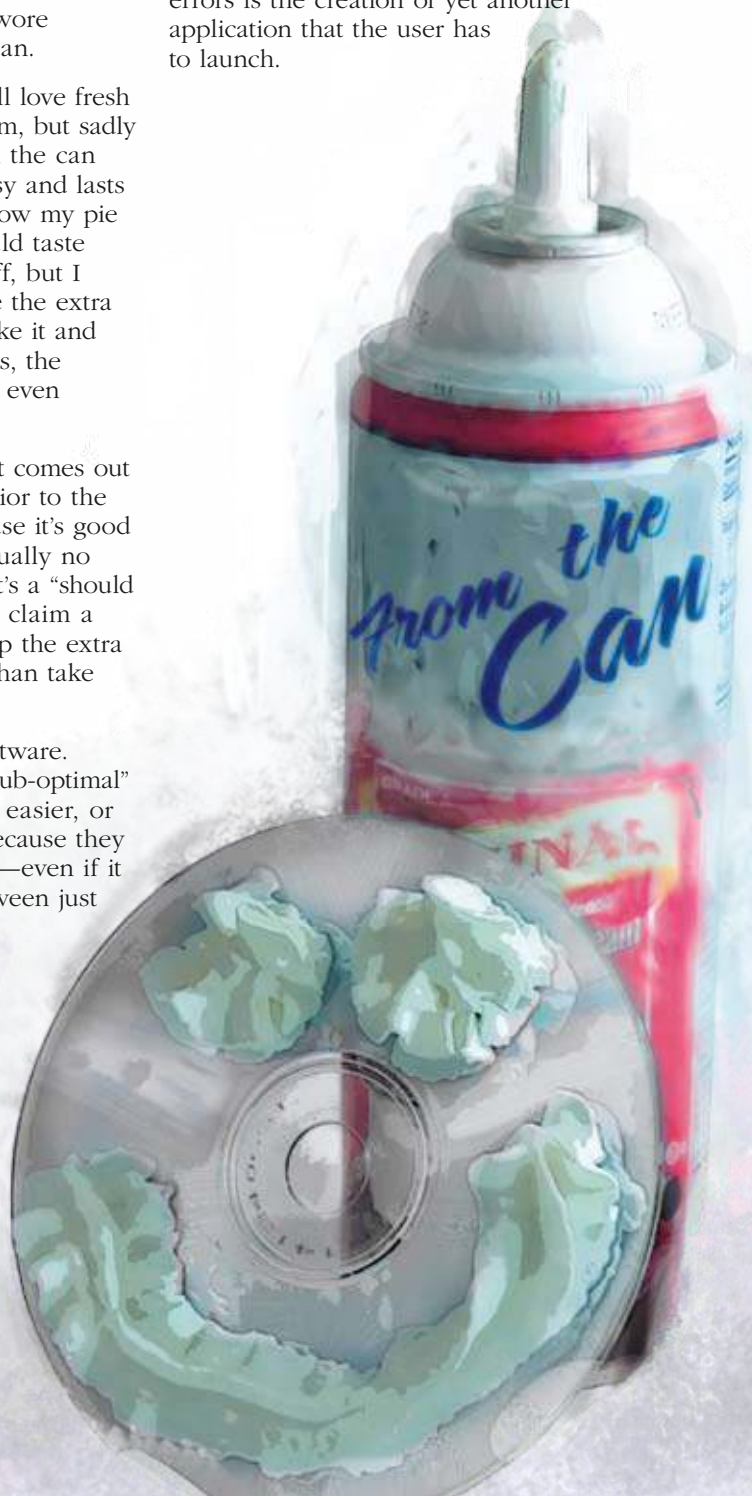 wore
an.
ll love fresh
m, but sadly
the can
sy and lasts
ow my pie
ld taste
ff, but I
e the extra
ke it and
s, the
even
t comes out
ior to the
se it's good
ually no
t's a “should
claim a
p the extra
han take
tware.
ub-optimal”
easier, or
ecause they
—even if it
ween just
errors is the creation of yet another
application that the user has
to launch.
from the
Can
GRADE
INAL